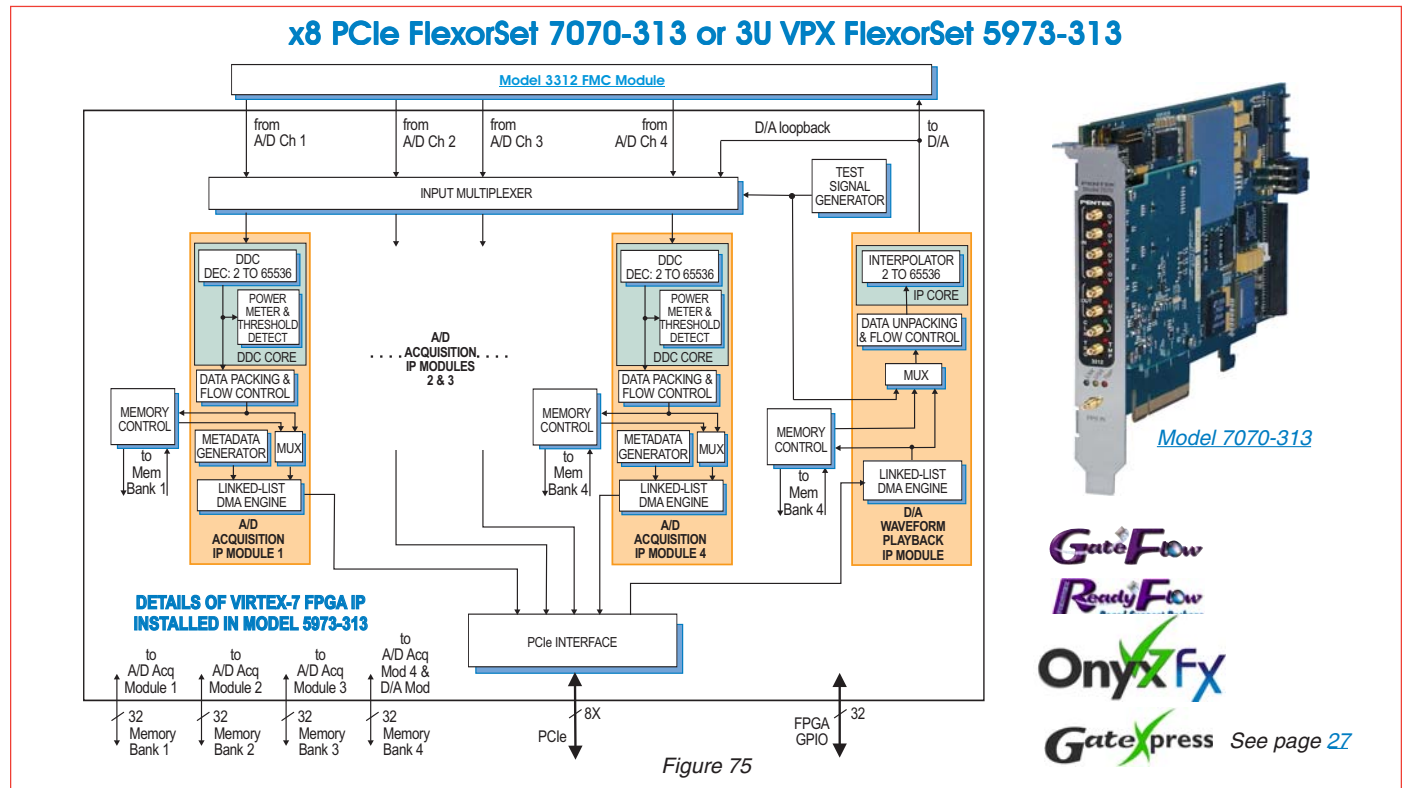 x8 PCIe FlexorSet 7070-313 or 3U VPX FlexorSet 5973-313
Model 3312 FMC Module
from
A/D Ch 1
from
A/D Ch 2
from
A/D Ch 3
from
A/D Ch 4
D/A loopback
to
D/A
INPUT MULTIPLEXER
TEST
SIGNAL
GENERATOR
DDC
DEC: 2 TO 65536
POWER
METER &
THRESHOLD
DETECT
DDC CORE
DATA PACKING &
FLOW CONTROL
MEMORY
CONTROL
to
Mem
Bank 1
METADATA
GENERATOR
MUX
LINKED-LIST
DMA ENGINE
A/D
ACQUISITION
IP MODULE 1
A/D
. . . . ACQUISITION. . . .
IP MODULES
2 & 3
DDC
DEC: 2 TO 65536
POWER
METER &
THRESHOLD
DETECT
DDC CORE
DATA PACKING &
FLOW CONTROL
MEMORY
CONTROL
to
Mem
Bank 4
METADATA
GENERATOR
MUX
LINKED-LIST
DMA ENGINE
A/D
ACQUISITION
IP MODULE 4
INTERPOLATOR
2 TO 65536
IP CORE
DATA UNPACKING
& FLOW CONTROL
MUX
MEMORY
CONTROL
to
Mem
Bank 4
LINKED-LIST
DMA ENGINE
D/A
WAVEFORM
PLAYBACK
IP MODULE
DETAILS OF VIRTEX-7 FPGA IP
INSTALLED IN MODEL 5973-313
PCIe INTERFACE
to
A/D Acq
Module 1
to
A/D Acq
Module 2
to
A/D Acq
Module 3
to
A/D Acq
Mod 4 &
D/A Mod
32
Memory
Bank 1
32
Memory
Bank 2
32
Memory
Bank 3
32
Memory
Bank 4
8X
PCIe
32
FPGA
GPIO
Figure 75
PENTEK
Model 7070
PENTEK
3312
Model 7070-313
GateFlow
ReadyFlow
Onyx7Fx
GateXpress
See page 27